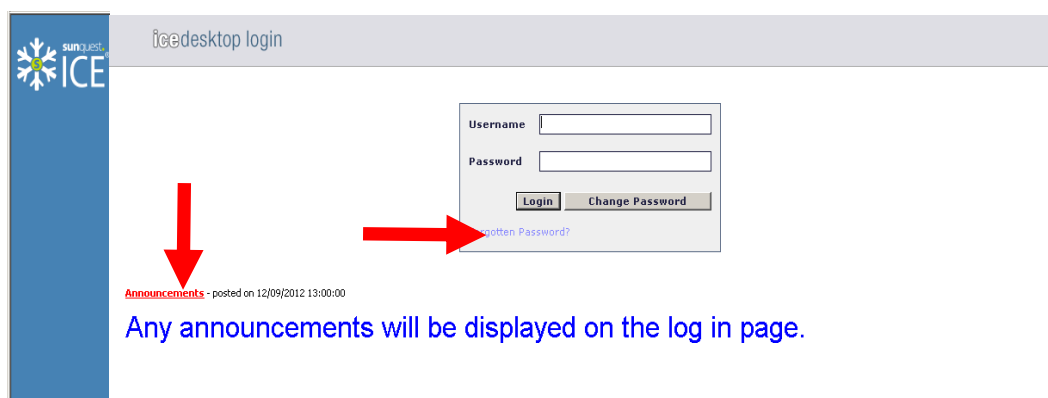 sunquest
ICE
icedesktop login
Username
Password
Login Change Password
Password?
Announcements - posted on 12/09/2012 13:00:00
Any announcements will be displayed on the log in page.